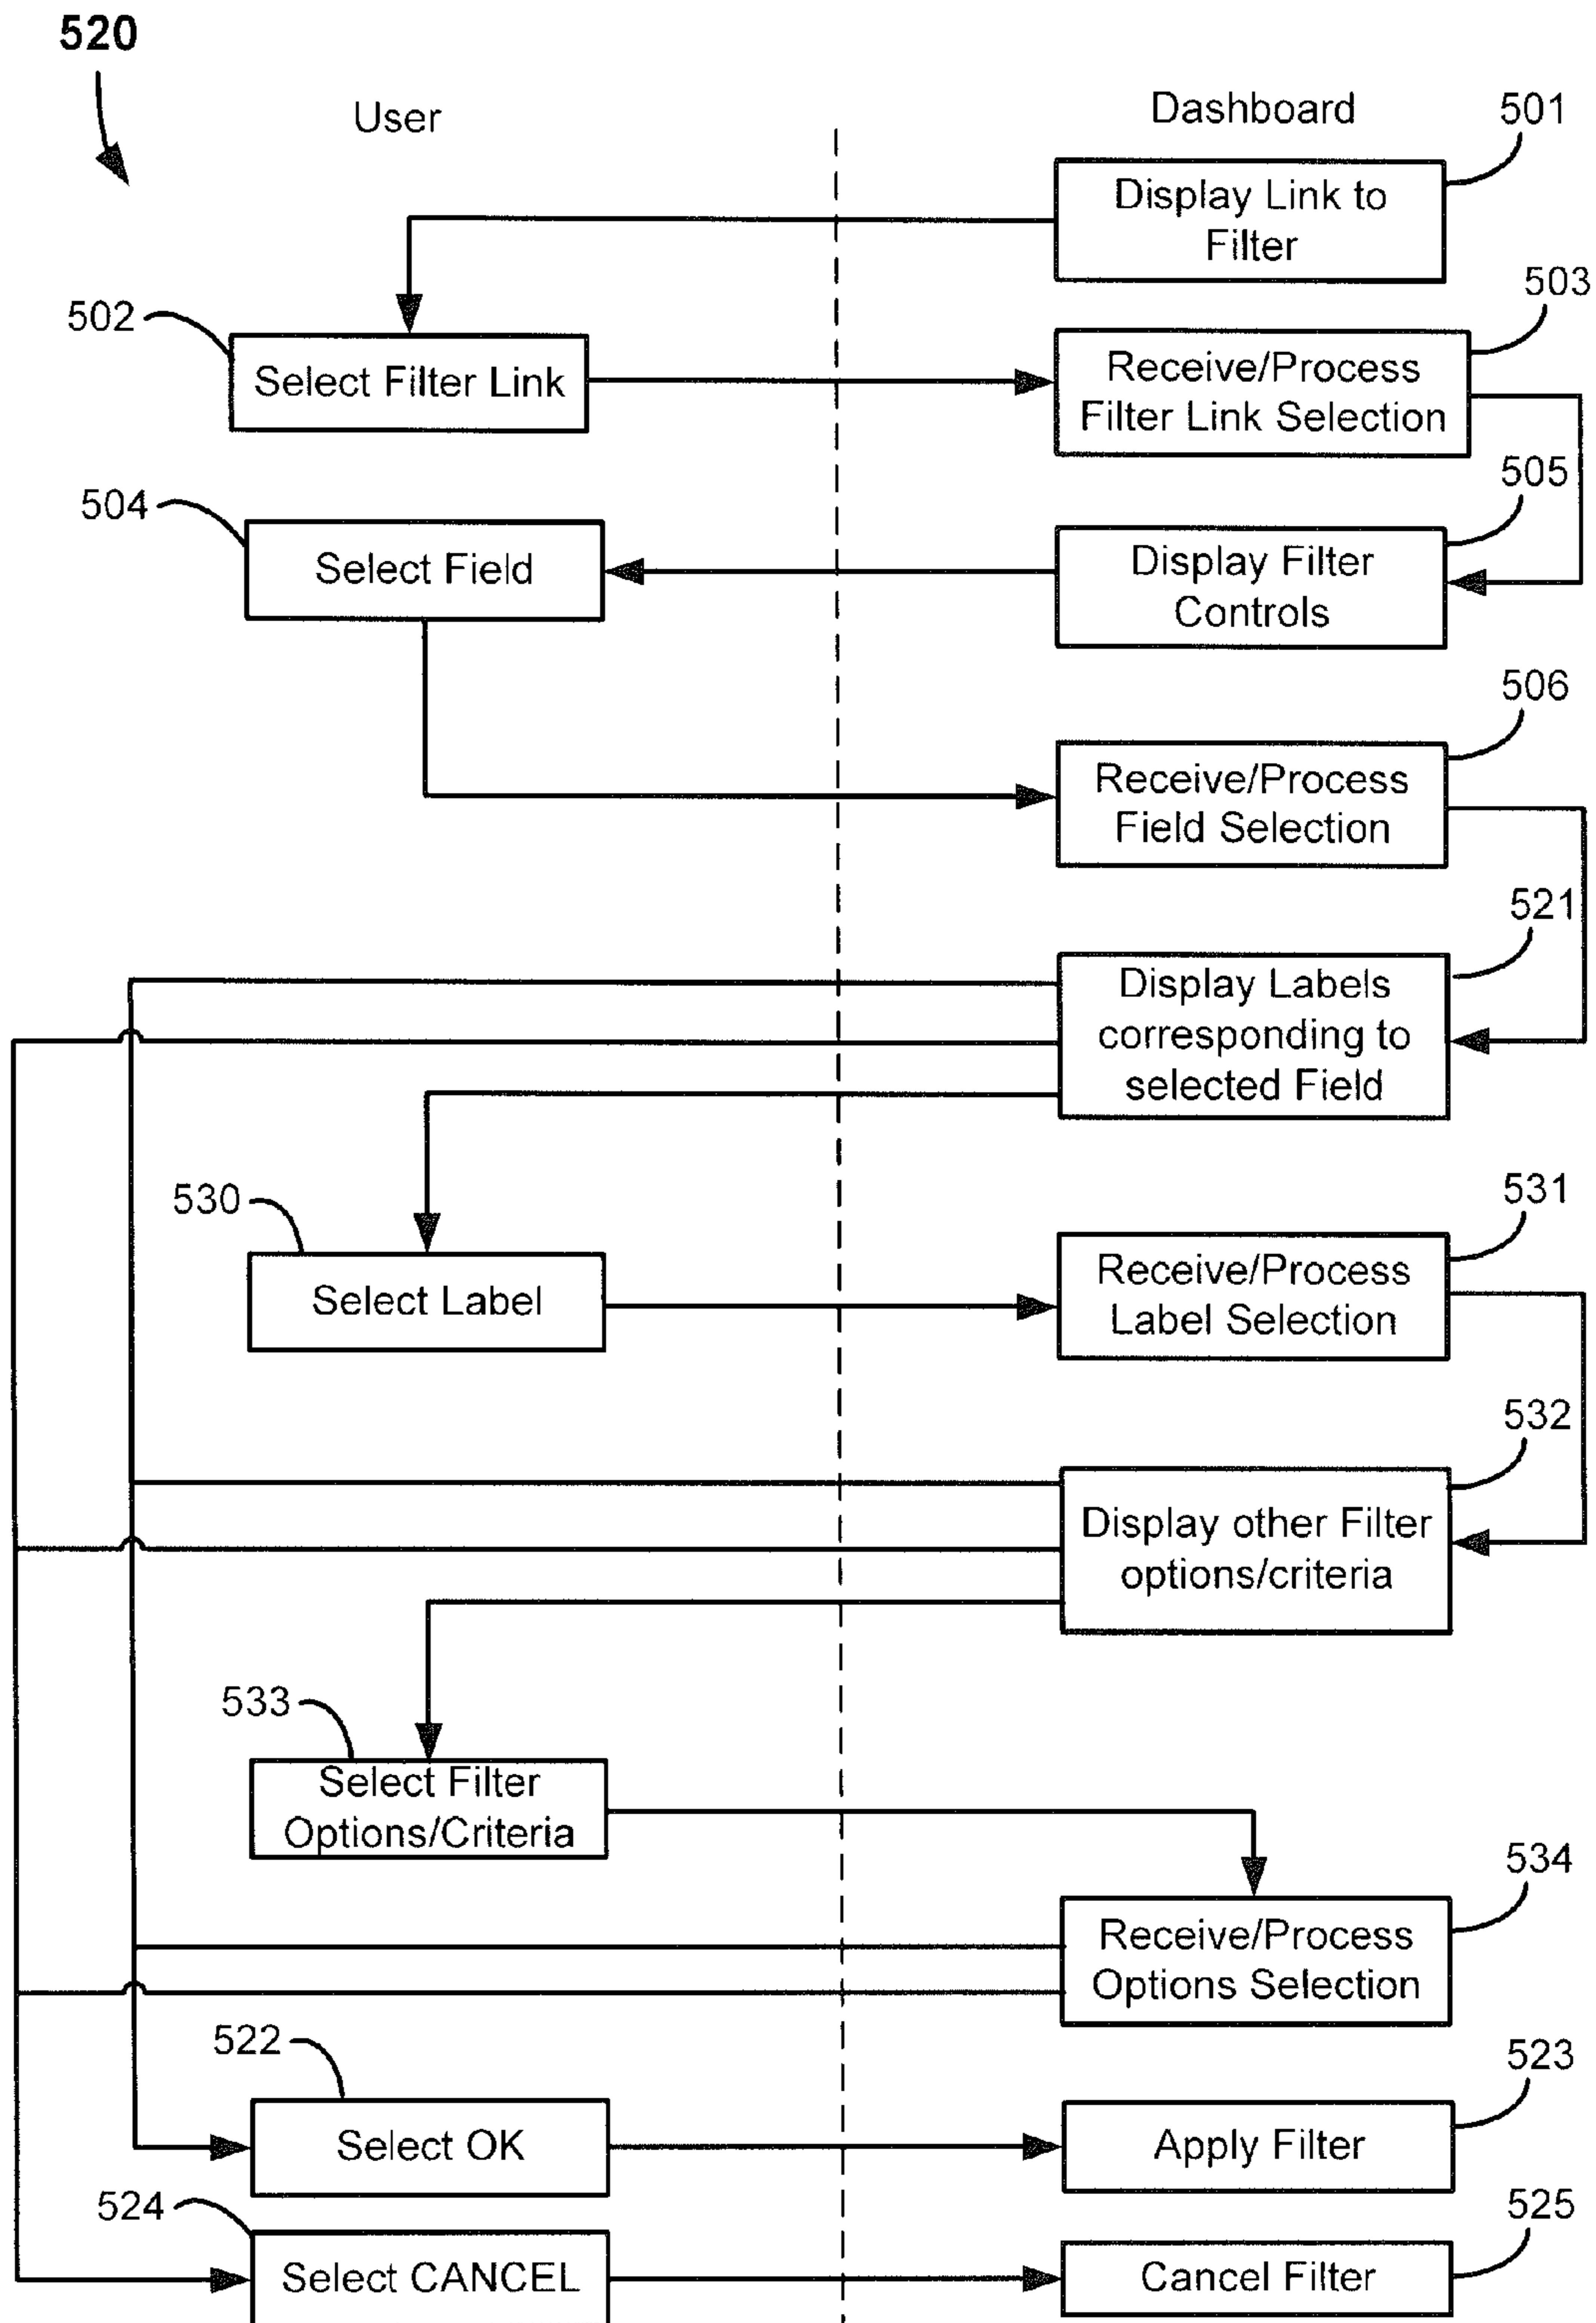 520
User
Dashboard
501
Display Link to
Filter
502
Select Filter Link
503
Receive/Process
Filter Link Selection
504
Select Field
505
Display Filter
Controls
506
Receive/Process
Field Selection
521
Display Labels
corresponding to
selected Field
530
Select Label
531
Receive/Process
Label Selection
532
Display other Filter
options/criteria
533
Select Filter
Options/Criteria
534
Receive/Process
Options Selection
522
Select OK
523
Apply Filter
524
Select CANCEL
525
Cancel Filter